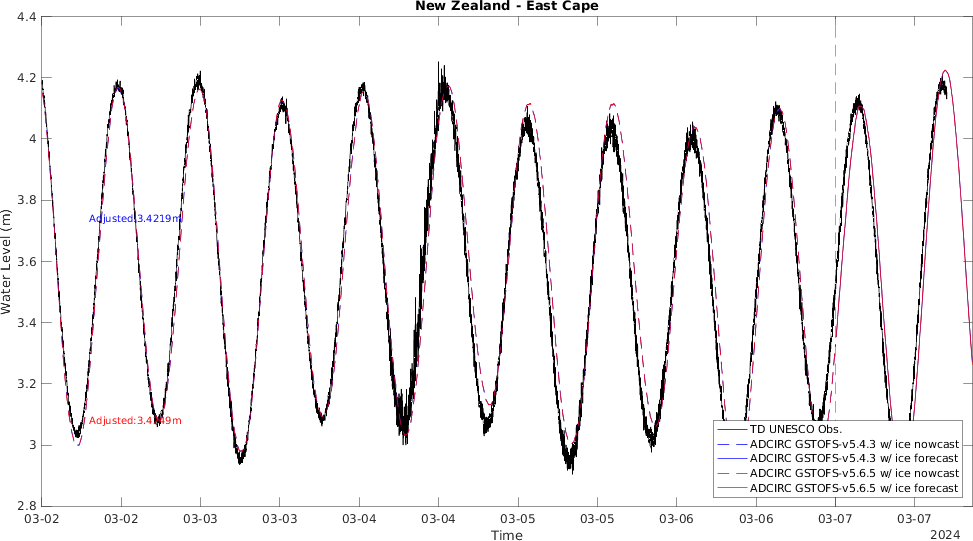 New Zealand - East Cape
4.4
4.2
4
3.8
3.6
3.4
3.2
3
2.8
Water Level (m)
Adjusted:3.4219m
TD UNESCO Obs.
ADCIRC GSTOFS-v5.4.3 w/ ice nowcast
ADCIRC GSTOFS-v5.4.3 w/ ice forecast
ADCIRC GSTOFS-v5.6.5 w/ ice nowcast
ADCIRC GSTOFS-v5.6.5 w/ ice forecast
03-02 03-02 03-03 03-03 03-04 03-04 03-05 03-05 03-06 03-06 03-07 03-07
Time
2024